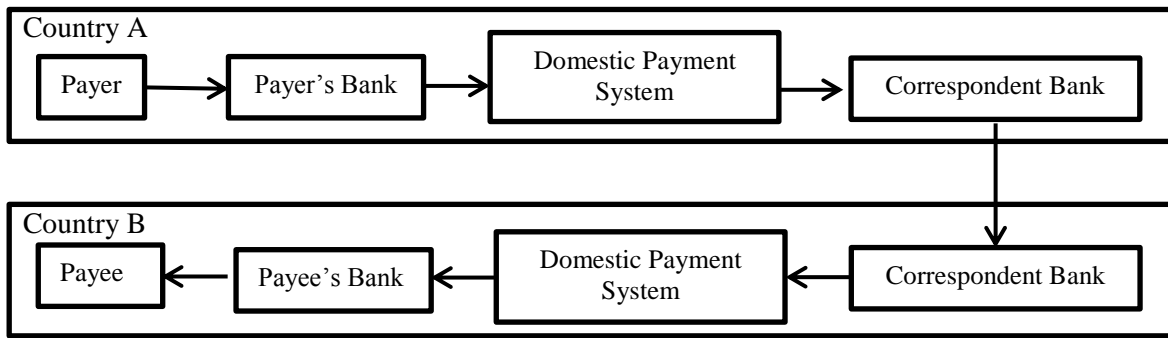 Country A
Payer
Payer’s Bank
Domestic Payment
System
Correspondent Bank
Country B
Payee
Payee’s Bank
Domestic Payment
System
Correspondent Bank